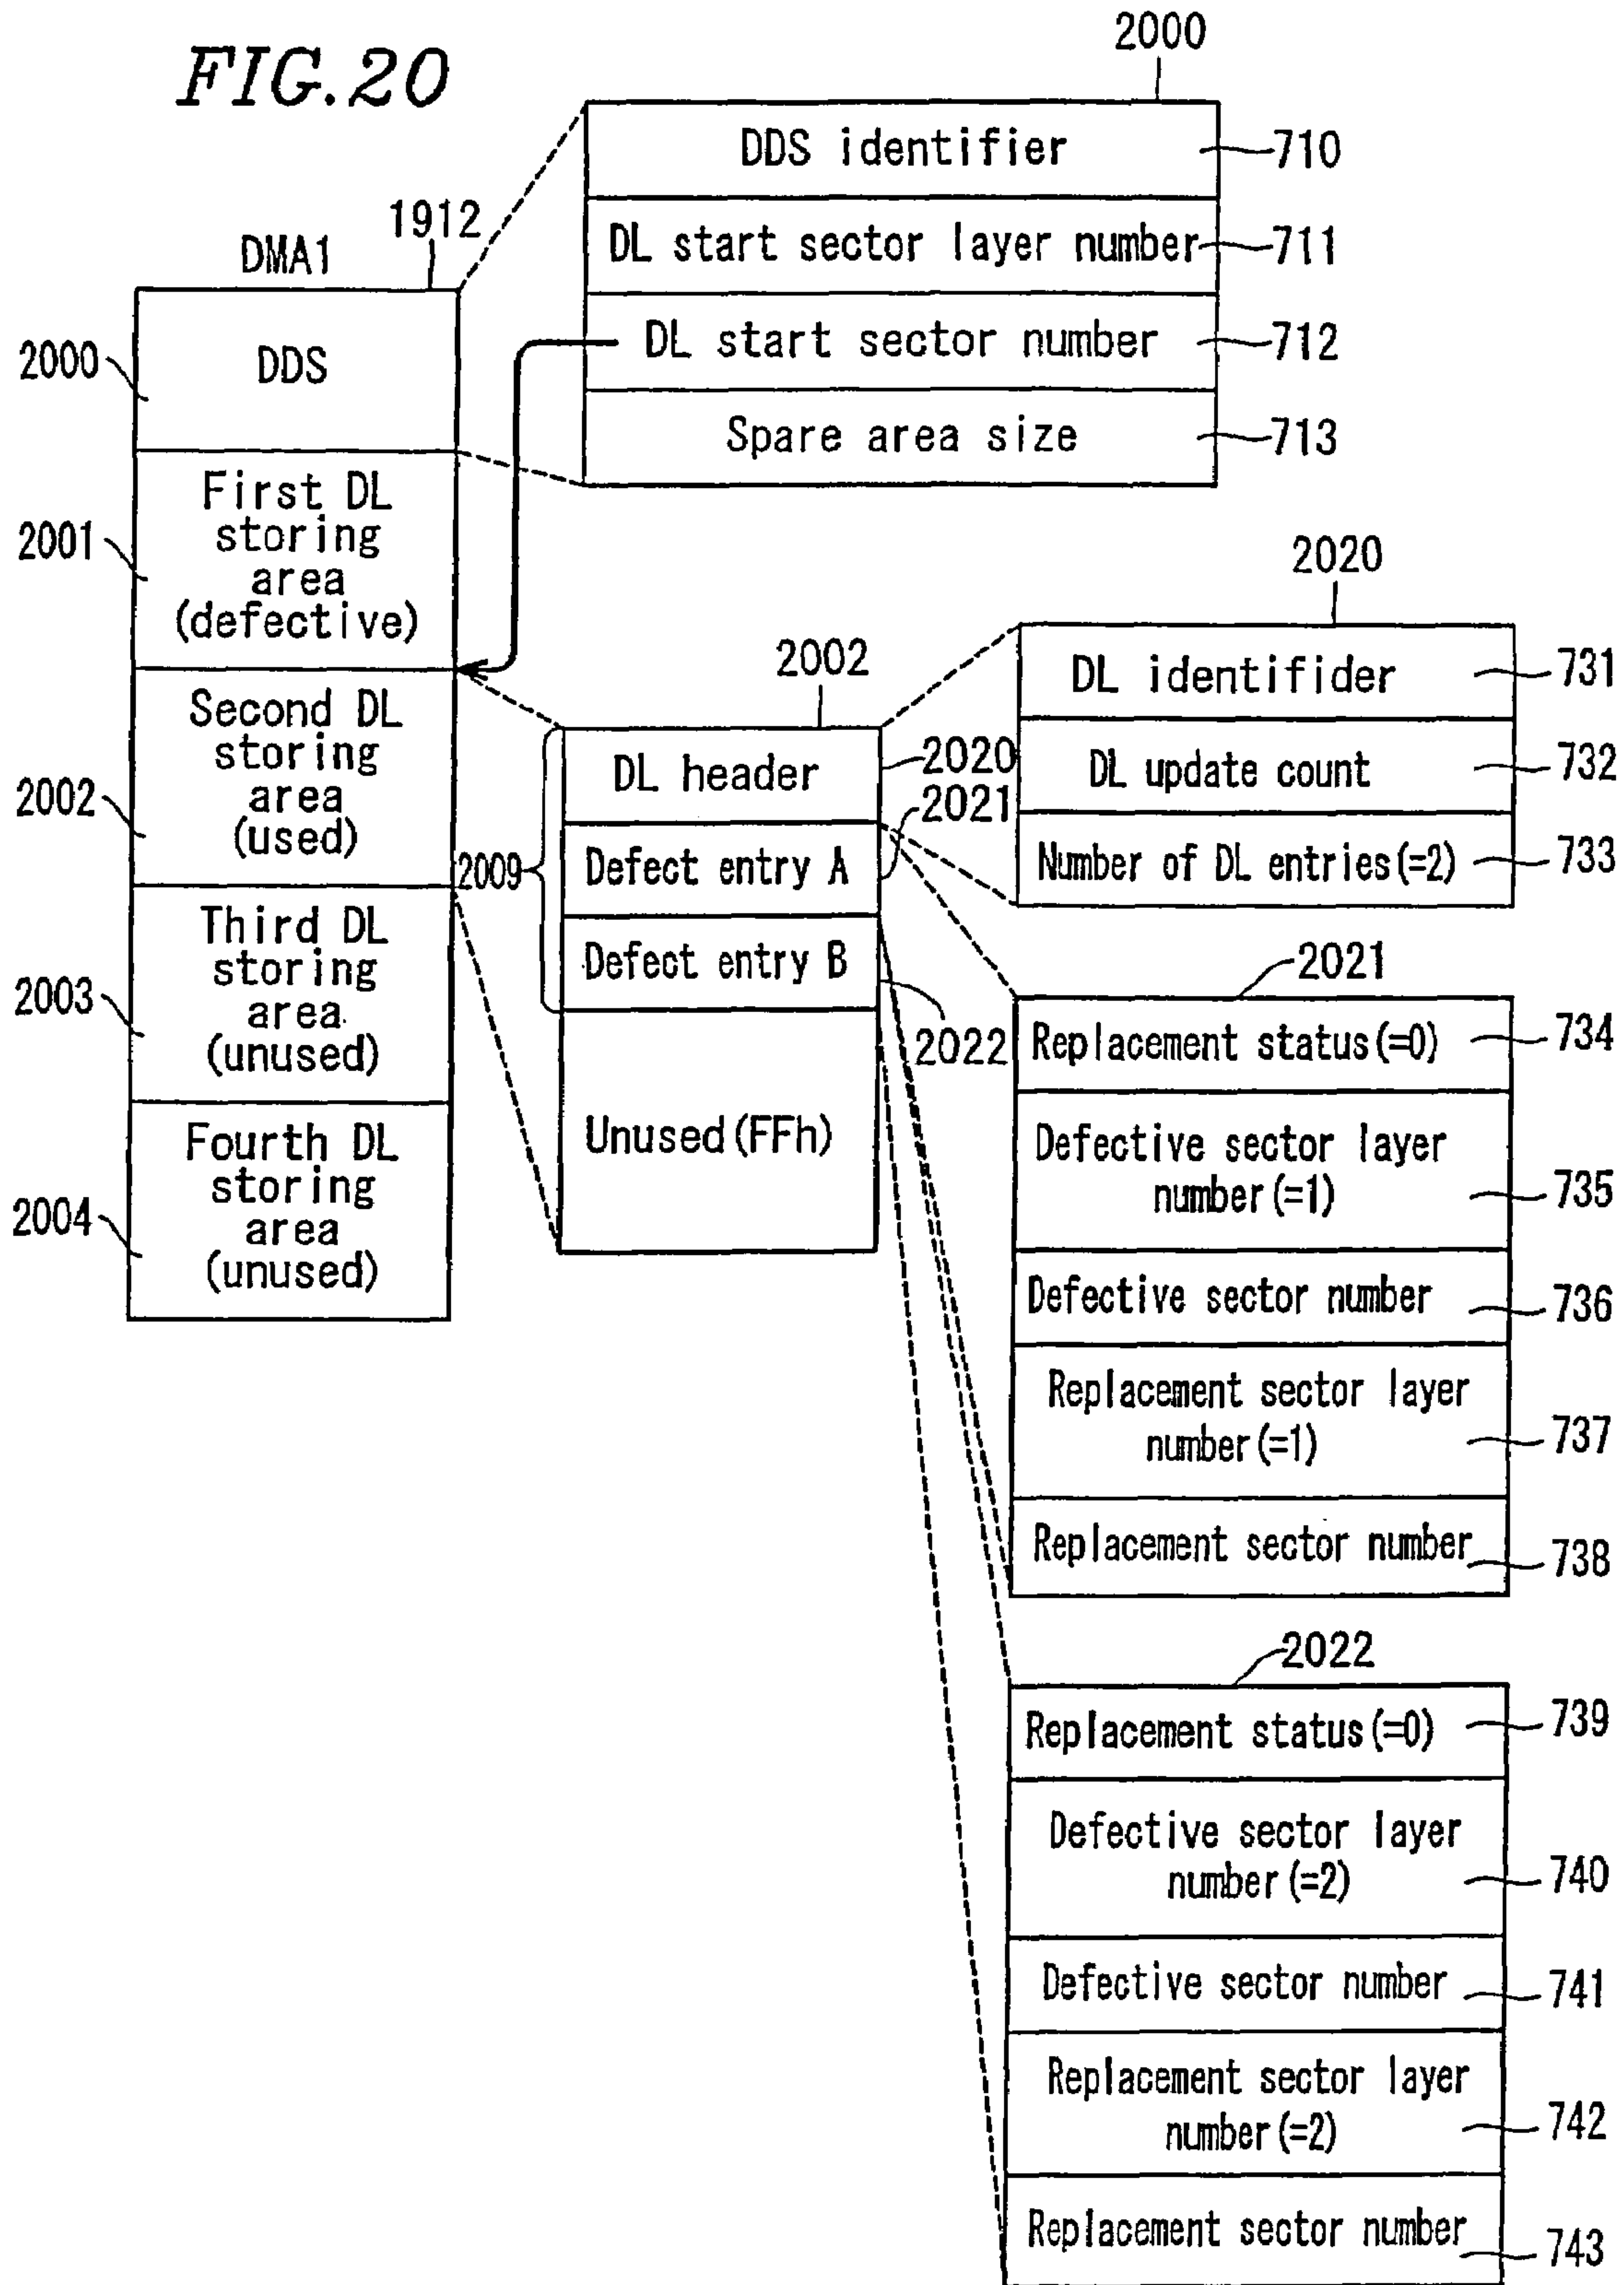 FIG.20
2000
DDS identifier
710
DL start sector layer number
711
DL start sector number
712
Spare area size
713
DMA1
1912
2000
DDS
2001
First DL
storing
area
(defective)
2002
Second DL
storing
area
(used)
2003
Third DL
storing
area
(unused)
2004
Fourth DL
storing
area
(unused)
2002
2009
DL header
2020
2021
Defect entry A
Defect entry B
2022
Unused(FFh)
2020
DL identifider
731
DL update count
732
Number of DL entries(=2)
733
2021
Replacement status(=0)
734
Defective sector layer
number(=1)
735
Defective sector number
736
Replacement sector layer
number(=1)
737
Replacement sector number
738
2022
Replacement status(=0)
739
Defective sector layer
number(=2)
740
Defective sector number
741
Replacement sector layer
number(=2)
742
Replacement sector number
743